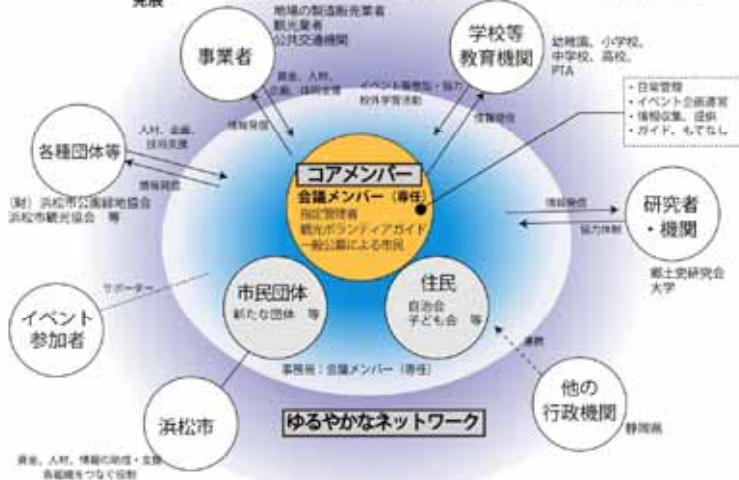 発展
地場の製造販売業者
観光業者
公共交通機関
事業者
学校等
教育機関
幼稚園、小学校、
中学校、高校、
PTA
資金、人材、
企画、技術支援
情報発信
イベント等参加・協力
校外学習活動
情報発信
・日常管理
・イベント企画運営
・情報収集、提供
・ガイド、もてなし
各種団体等
人材、企画、
技術支援
情報発信
(財)浜松市公園緑地協会
浜松市観光協会 等
コアメンバー
会議メンバー(専任)
指定管理者
観光ボランティアガイド
一般公募による市民
情報発信
協力体制
研究者
・機関
郷土史研究会
大学
サポーター
イベント
参加者
市民団体
新たな団体 等
住民
自治会
子ども会 等
事務局:会議メンバー(専任)
連携
他の
行政機関
静岡県
浜松市
資金、人材、情報の助成・支援
各組織をつなぐ役割
ゆるやかなネットワーク